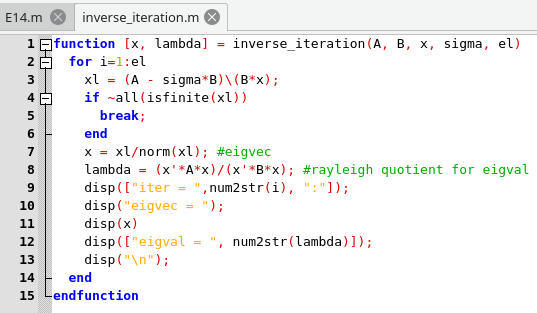 E14.m inverse_iteration.m
1 function [x, lambda] = inverse_iteration(A, B, x, sigma, el)
2   for i=1:el
3     xl = (A - sigma*B)\(B*x);
4     if ~all(isfinite(xl))
5       break;
6     end
7     x = xl/norm(xl); #eigvec
8     lambda = (x'*A*x)/(x'*B*x); #rayleigh quotient for eigval
9     disp(["iter = ",num2str(i), ":"]);
10     disp("eigvec = ");
11     disp(x)
12     disp(["eigval = ", num2str(lambda)]);
13     disp("\n");
14   end
15 endfunction